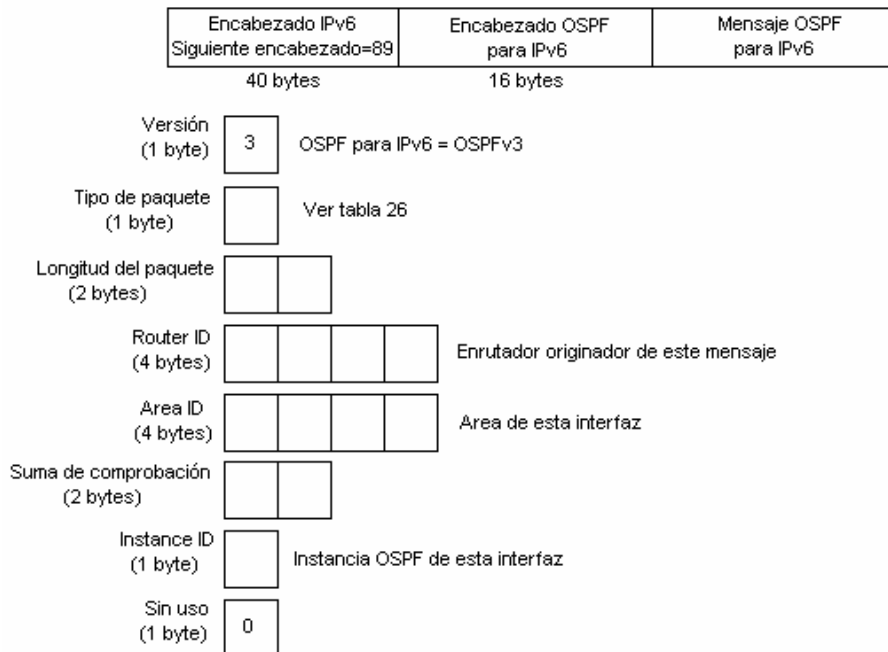 Encabezado IPv6
Siguiente encabezado=89
Encabezado OSPF
para IPv6
Mensaje OSPF
para IPv6
40 bytes
16 bytes
Versión
(1 byte)
3
OSPF para IPv6 = OSPFv3
Tipo de paquete
(1 byte)
Ver tabla 26
Longitud del paquete
(2 bytes)
Router ID
(4 bytes)
Enrutador originador de este mensaje
Area ID
(4 bytes)
Area de esta interfaz
Suma de comprobación
(2 bytes)
Instance ID
(1 byte)
Instancia OSPF de esta interfaz
Sin uso
(1 byte)
0